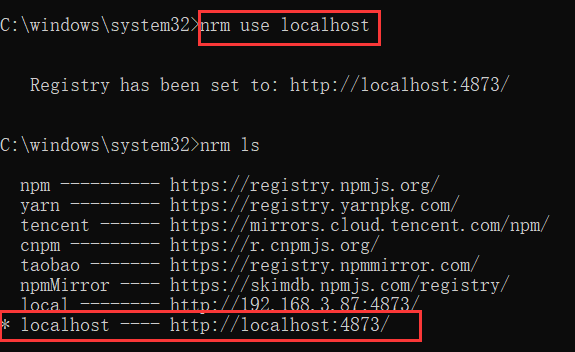 C:\windows\system32>nrm use localhost
Registry has been set to: http://localhost:4873/
C:\windows\system32>nrm ls
npm ---------- https://registry.npmjs.org/
yarn --------- https://registry.yarnpkg.com/
tencent ------ https://mirrors.cloud.tencent.com/npm/
cnpm --------- https://r.cnpmjs.org/
taobao ------- https://registry.npmmirror.com/
npmMirror ---- https://skimdb.npmjs.com/registry/
local -------- http://192.168.3.87:4873/
* localhost ---- http://localhost:4873/